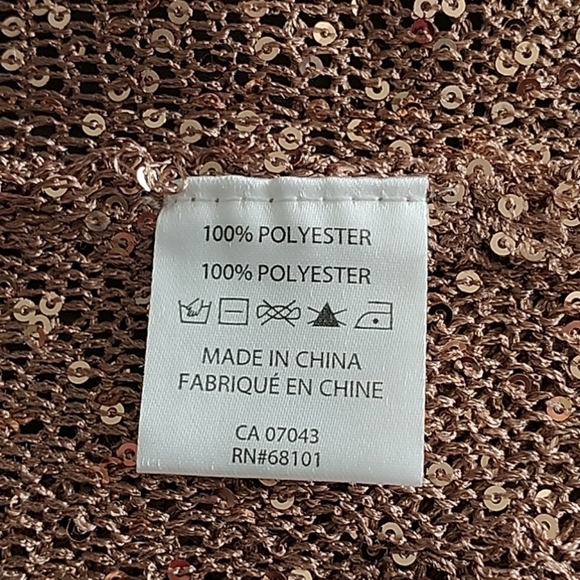 100% POLYESTER
100% POLYESTER
MADE IN CHINA
FABRIQUÉ EN CHINE
CA 07043
RN#68101